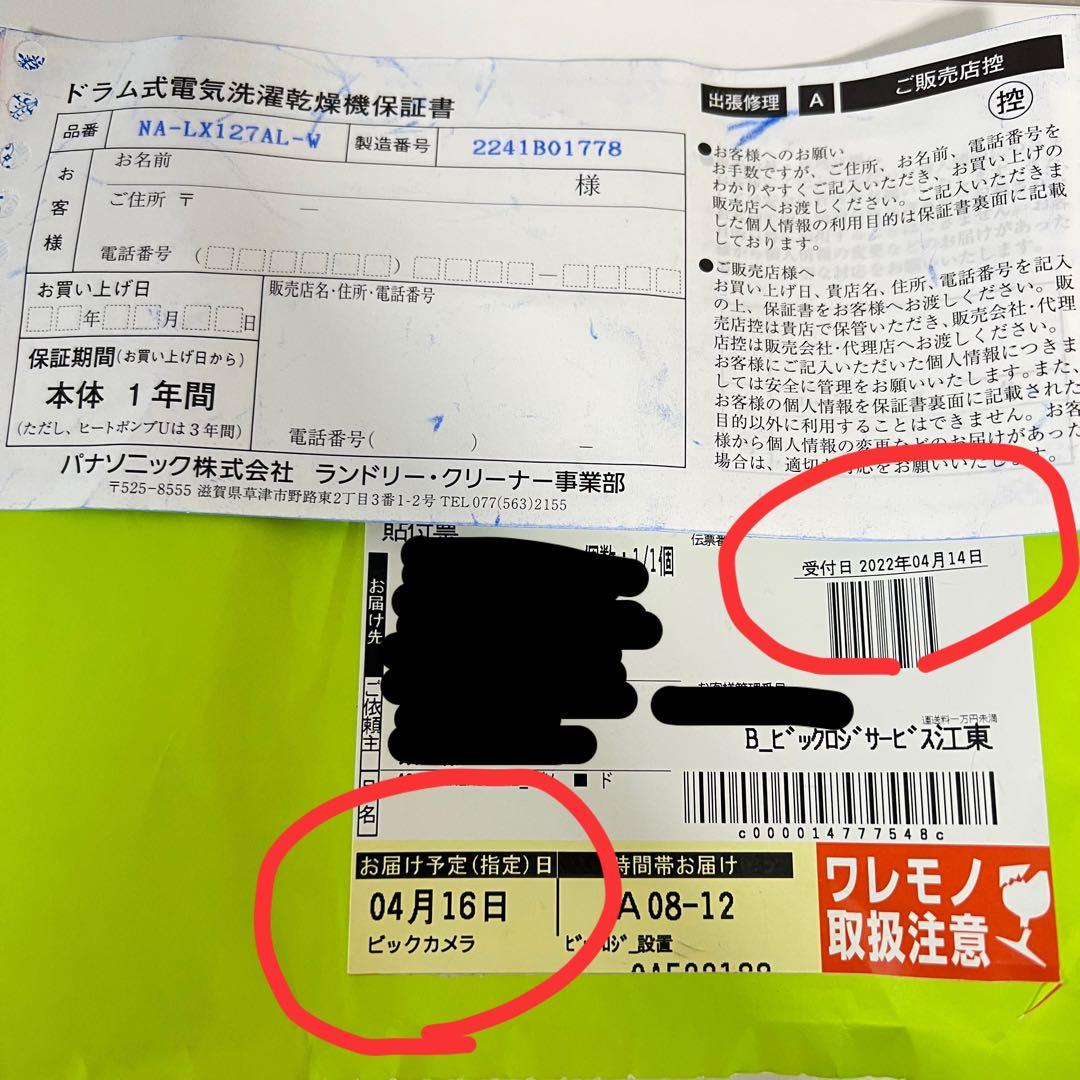 ドラム式電気洗濯乾燥機保証書
品番 NA-LX127AL-W 製造番号 2241B01778
お客様
お名前 様
ご住所 〒 ―
電話番号 ( ) ―
お買い上げ日
年 月 日
販売店名・住所・電話番号
保証期間(お買い上げ日から)
本体 1年間
(ただし、ヒートポンプUは3年間)
電話番号( ) ―
パナソニック株式会社 ランドリー・クリーナー事業部
〒525-8555 滋賀県草津市野路東2丁目3番1-2号 TEL 077(563)2155
出張修理 A ご販売店控
控
●お客様へのお願い
お手数ですが、ご住所、お名前、電話番号を
わかりやすくご記入いただき、お買い上げの
販売店へお渡しください。ご記入いただきま
した個人情報の利用目的は保証書裏面に記載
しております。
●ご販売店様へ
お買い上げ日、貴店名、住所、電話番号を記入
の上、保証書をお客様へお渡しください。販
売店控は貴店で保管いただき、販売会社・代理
店控は販売会社・代理店へお渡しください。
お客様にご記入いただいた個人情報につきま
しては安全に管理をお願いいたします。また、
お客様の個人情報を保証書裏面に記載された
目的以外に利用することはできません。お客
様から個人情報の変更などのお届けがあった
場合は、適切な対応をお願いいたします。
貼付票
個数:1/1個
伝票番
受付日 2022年04月14日
お届け先
ご依頼主
お客様管理番号
運送料一万円未満
B_ビックロジサービス江東
品名
■ ド
c000014777548c
お届け予定(指定)日 時間帯お届け
04月16日 A 08-12
ビックカメラ ﾋﾞｯｸﾛｼﾞ_設置
ワレモノ
取扱注意